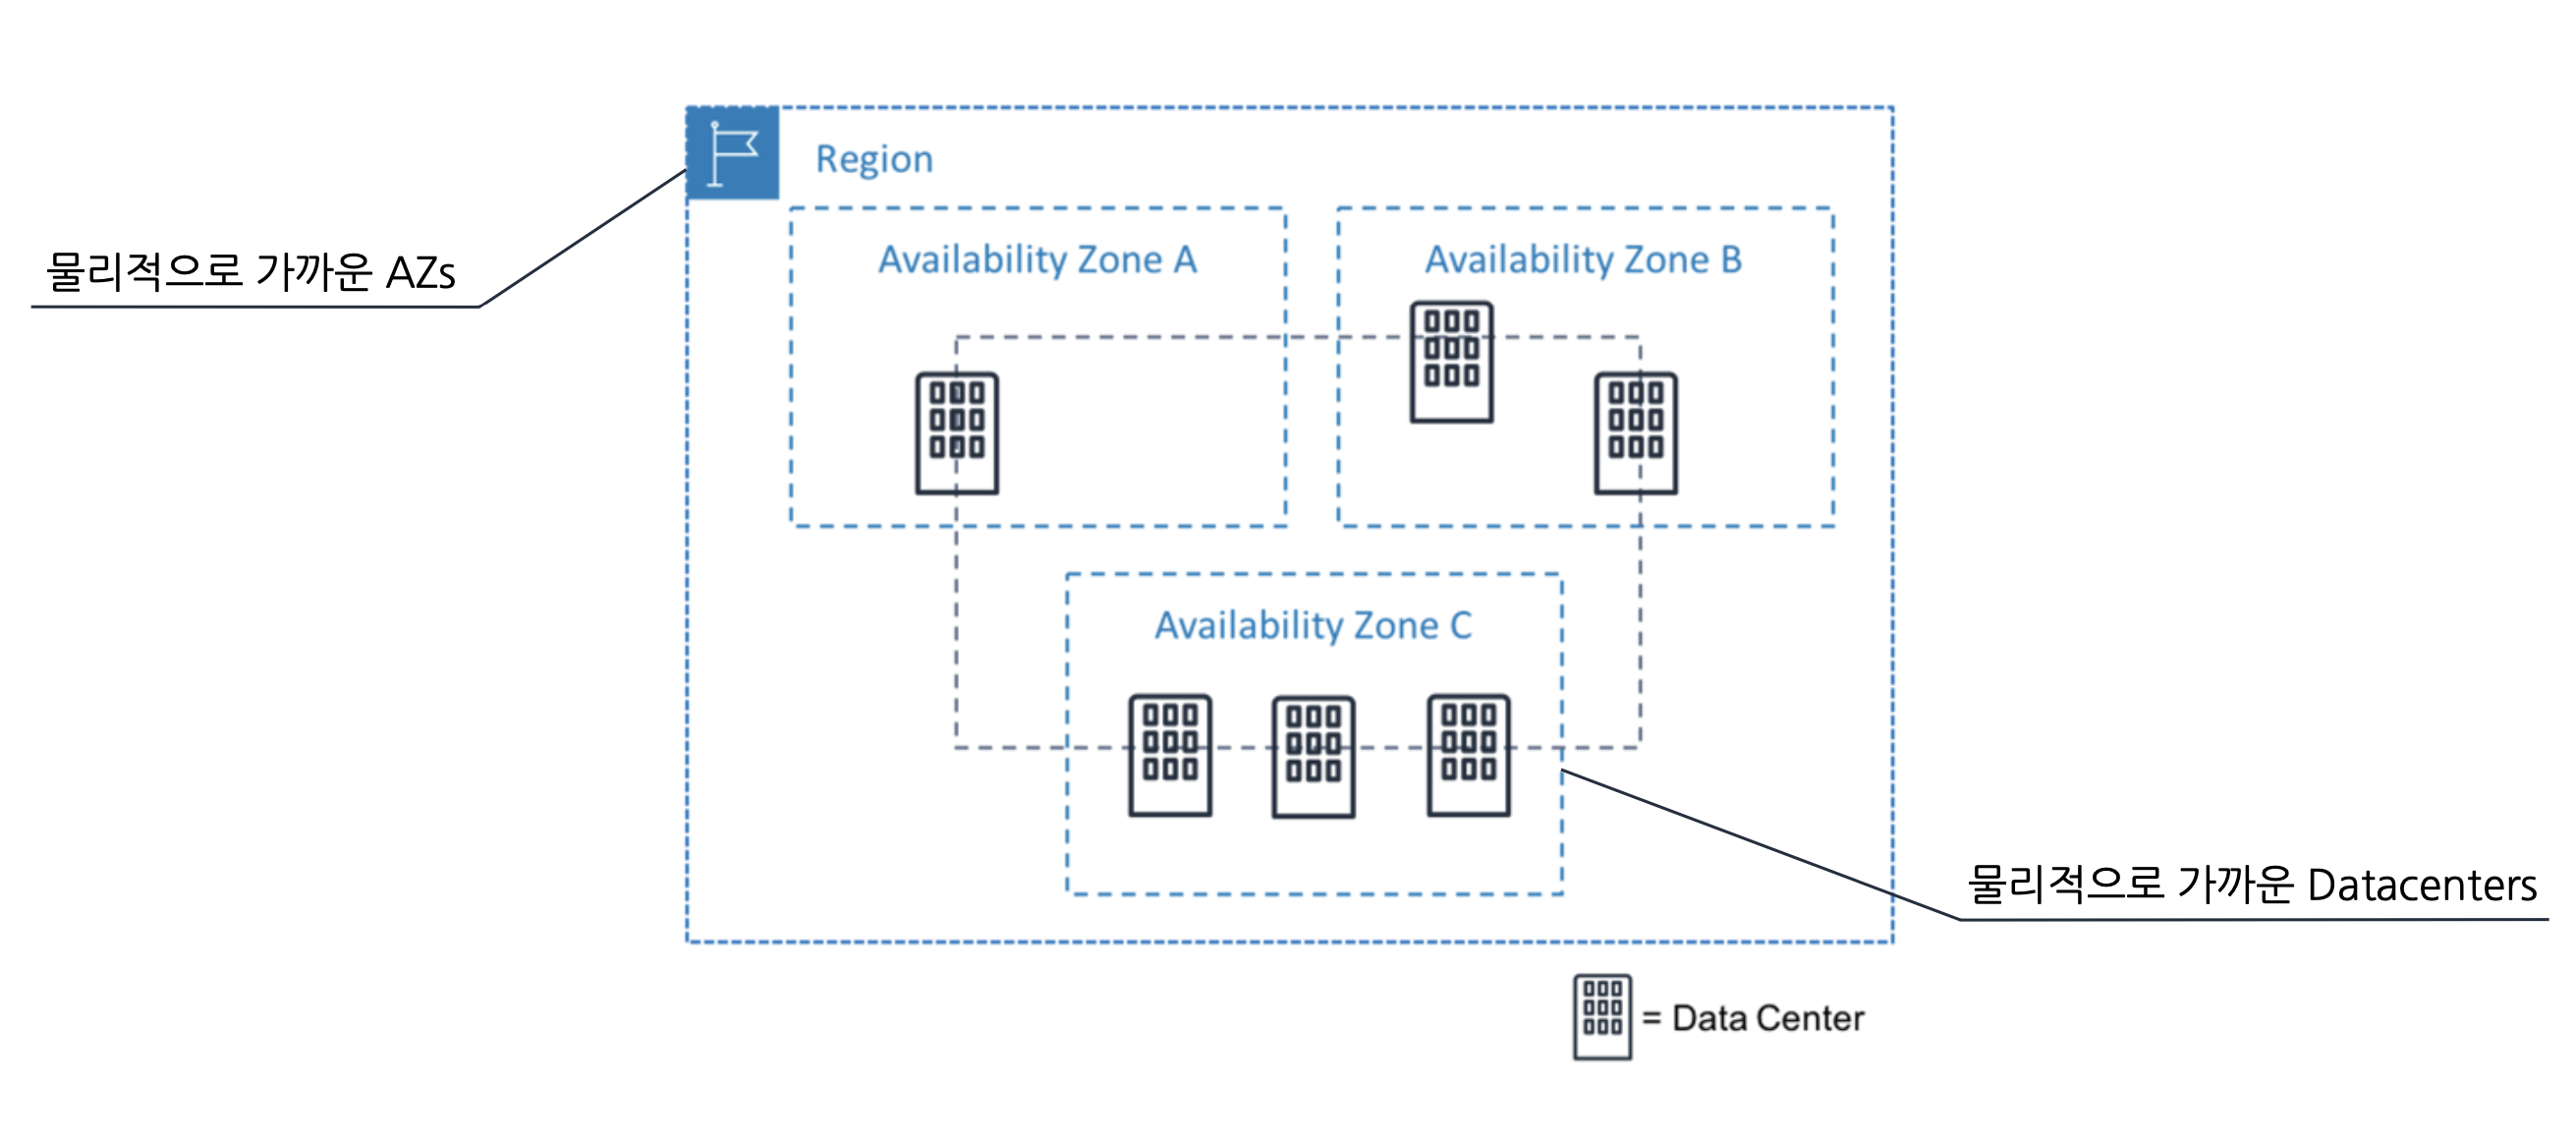 Region
물리적으로 가까운 AZs
Availability Zone A
Availability Zone B
Availability Zone C
물리적으로 가까운 Datacenters
= Data Center